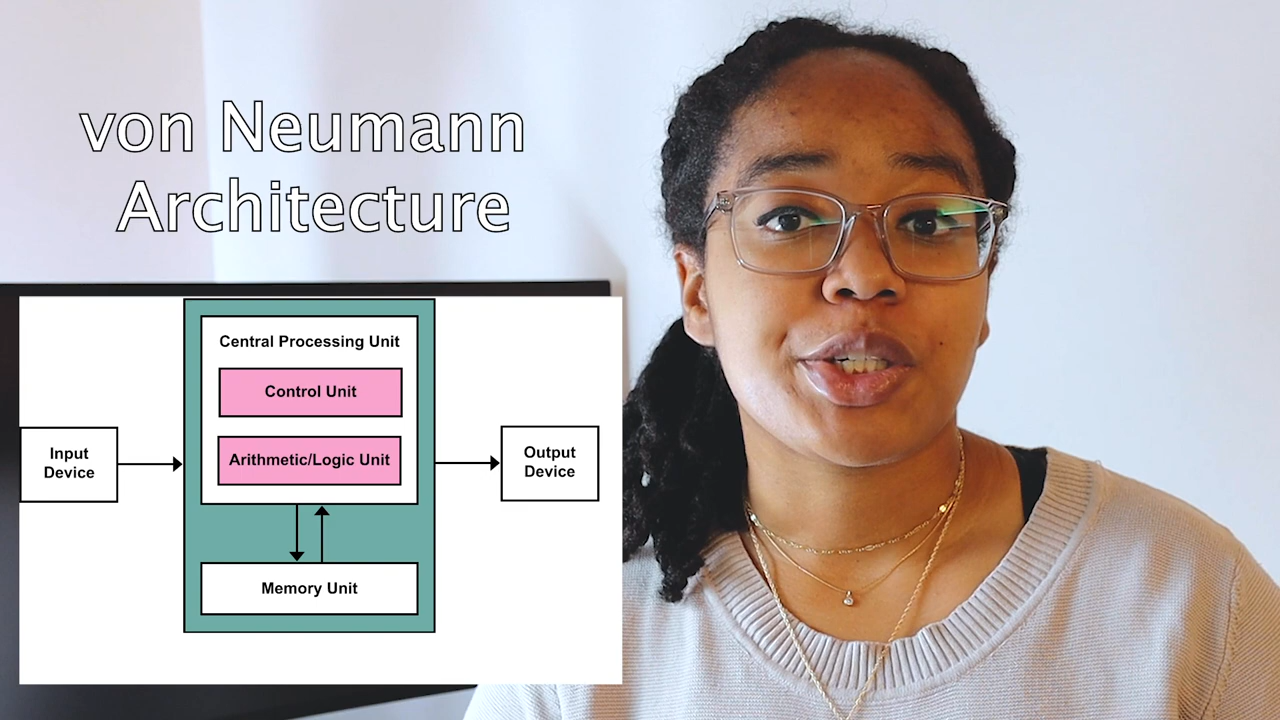 von Neumann
Architecture
Central Processing Unit
Control Unit
Arithmetic/Logic Unit
Input
Device
Output
Device
Memory Unit